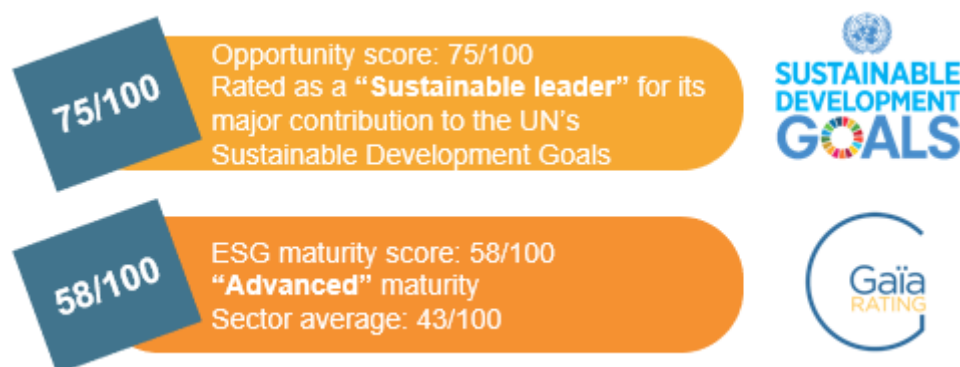 75/100
Opportunity score: 75/100
Rated as a “Sustainable leader” for its
major contribution to the UN’s
Sustainable Development Goals
SUSTAINABLE
DEVELOPMENT
GOALS
58/100
ESG maturity score: 58/100
“Advanced” maturity
Sector average: 43/100
Gaïa
RATING